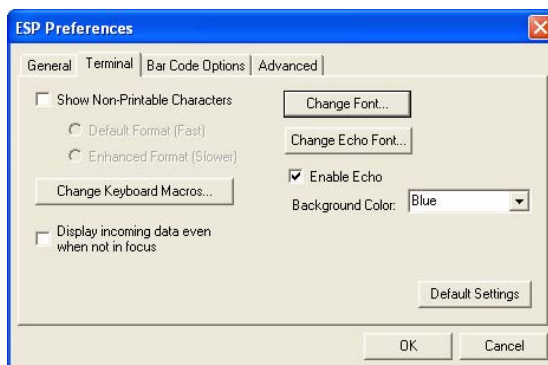 ESP Preferences
General Terminal Bar Code Options Advanced
Show Non-Printable Characters
Default Format (Fast)
Enhanced Format (Slower)
Change Keyboard Macros...
Display incoming data even
when not in focus
Change Font...
Change Echo Font...
Enable Echo
Background Color: Blue
Default Settings
OK Cancel